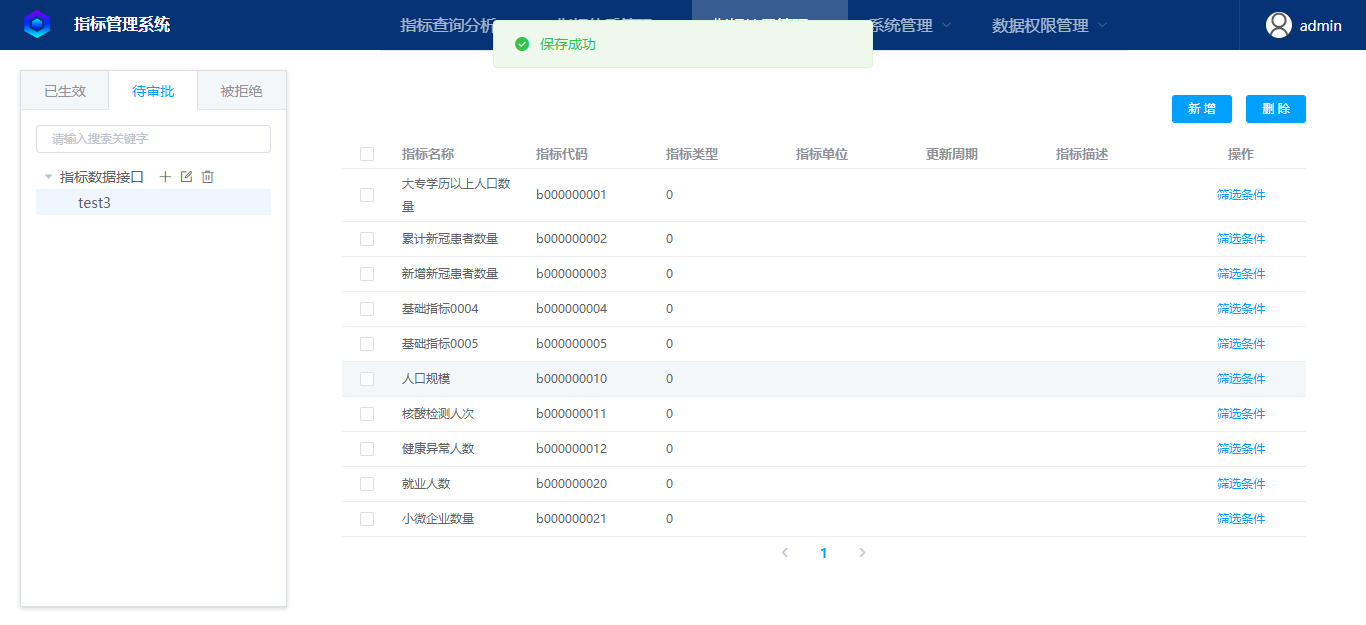 指标管理系统
指标查询分析
系统管理
数据权限管理
admin
保存成功
已生效
待审批
被拒绝
请输入搜索关键字
指标数据接口
test3
新增
删除
指标名称 指标代码 指标类型 指标单位 更新周期 指标描述 操作
大专学历以上人口数
量
b000000001 0 筛选条件
累计新冠患者数量 b000000002 0 筛选条件
新增新冠患者数量 b000000003 0 筛选条件
基础指标0004 b000000004 0 筛选条件
基础指标0005 b000000005 0 筛选条件
人口规模 b000000010 0 筛选条件
核酸检测人次 b000000011 0 筛选条件
健康异常人数 b000000012 0 筛选条件
就业人数 b000000020 0 筛选条件
小微企业数量 b000000021 0 筛选条件
1